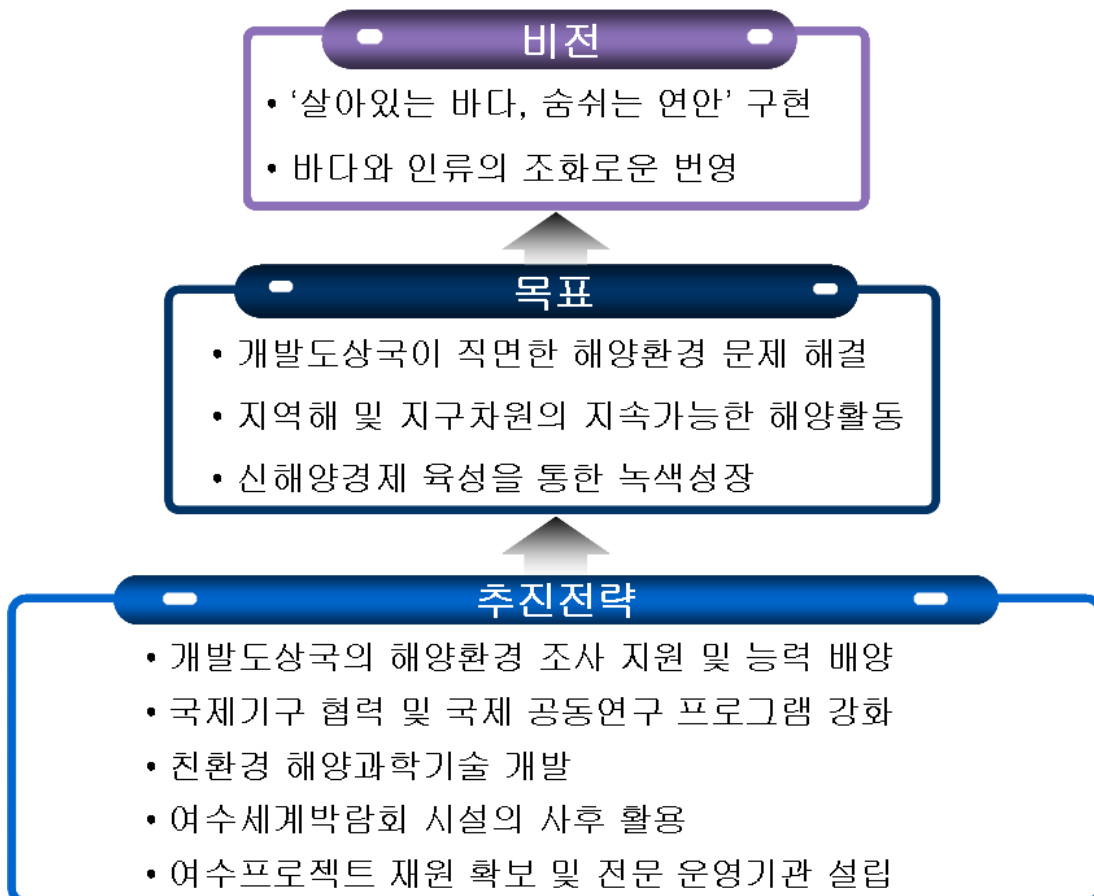 비전
• ‘살아있는 바다, 숨쉬는 연안’ 구현
• 바다와 인류의 조화로운 번영
목표
• 개발도상국이 직면한 해양환경 문제 해결
• 지역해 및 지구차원의 지속가능한 해양활동
• 신해양경제 육성을 통한 녹색성장
추진전략
• 개발도상국의 해양환경 조사 지원 및 능력 배양
• 국제기구 협력 및 국제 공동연구 프로그램 강화
• 친환경 해양과학기술 개발
• 여수세계박람회 시설의 사후 활용
• 여수프로젝트 재원 확보 및 전문 운영기관 설립